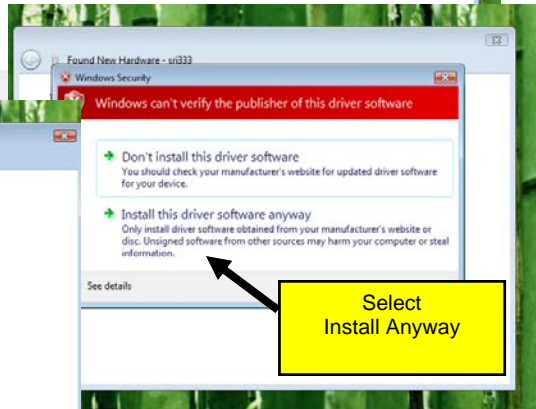 Found New Hardware - sri333
Windows Security
Windows can't verify the publisher of this driver software
Don't install this driver software
You should check your manufacturer's website for updated driver software
for your device.
Install this driver software anyway
Only install driver software obtained from your manufacturer's website or
disc. Unsigned software from other sources may harm your computer or steal
information.
See details
Select
Install Anyway